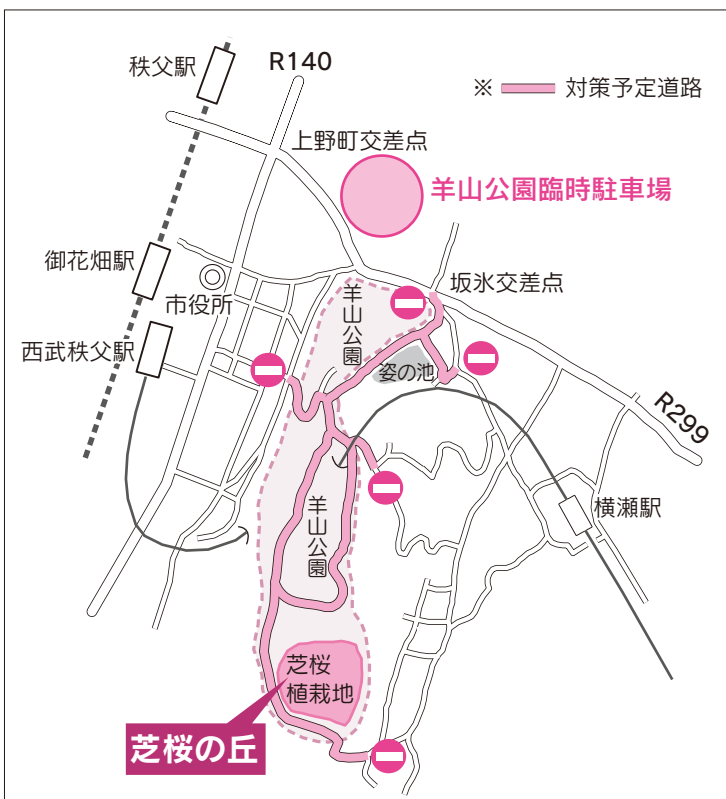 秩父駅
R140
※ 対策予定道路
上野町交差点
羊山公園臨時駐車場
御花畑駅
市役所
坂氷交差点
羊山公園
西武秩父駅
姿の池
R299
横瀬駅
羊山公園
芝桜
植栽地
芝桜の丘